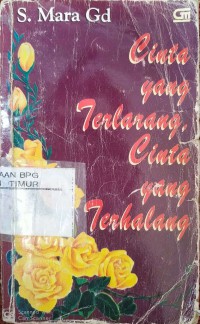 S. Mara Gd
Cinta
yang
Terlarang,
Cinta
yang
Terhalang
AAN BPG
TIMUR